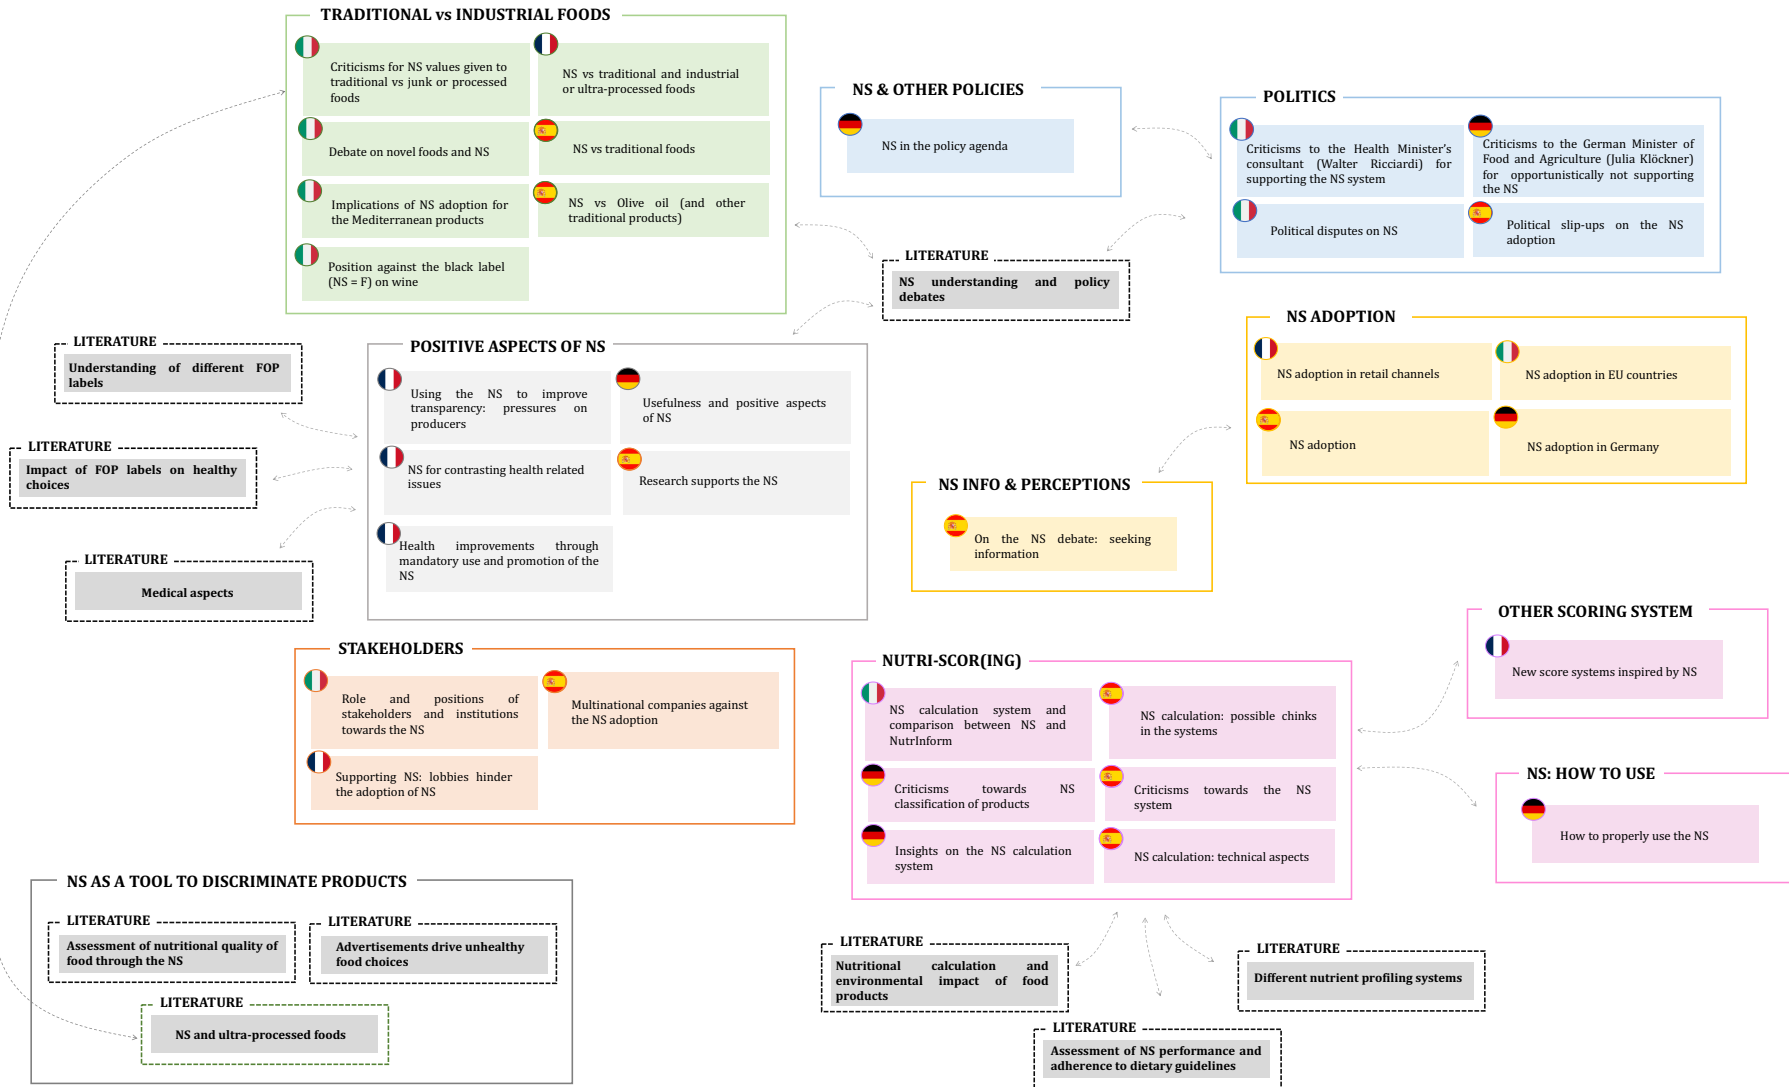 TRADITIONAL vs INDUSTRIAL FOODS
Criticisms for NS values given to
traditional vs junk or processed
foods
NS vs traditional and industrial
or ultra-processed foods
Debate on novel foods and NS
NS vs traditional foods
Implications of NS adoption for
the Mediterranean products
NS vs Olive oil (and other
traditional products)
Position against the black label
(NS = F) on wine
NS & OTHER POLICIES
NS in the policy agenda
POLITICS
Criticisms to the Health Minister's
consultant (Walter Ricciardi) for
supporting the NS system
Criticisms to the German Minister of
Food and Agriculture (Julia Klöckner)
for opportunistically not supporting
the NS
Political disputes on NS
Political slip-ups on the NS
adoption
LITERATURE
NS understanding and policy
debates
LITERATURE
Understanding of different FOP
labels
LITERATURE
Impact of FOP labels on healthy
choices
LITERATURE
Medical aspects
POSITIVE ASPECTS OF NS
Using the NS to improve
transparency: pressures on
producers
Usefulness and positive aspects
of NS
NS for contrasting health related
issues
Research supports the NS
Health improvements through
mandatory use and promotion of the
NS
NS ADOPTION
NS adoption in retail channels
NS adoption in EU countries
NS adoption
NS adoption in Germany
NS INFO & PERCEPTIONS
On the NS debate: seeking
information
STAKEHOLDERS
Role and positions of
stakeholders and institutions
towards the NS
Multinational companies against
the NS adoption
Supporting NS: lobbies hinder
the adoption of NS
NUTRI-SCOR(ING)
NS calculation system and
comparison between NS and
NutrInform
NS calculation: possible chinks
in the systems
Criticisms towards NS
classification of products
Criticisms towards the NS
system
Insights on the NS calculation
system
NS calculation: technical aspects
OTHER SCORING SYSTEM
New score systems inspired by NS
NS: HOW TO USE
How to properly use the NS
NS AS A TOOL TO DISCRIMINATE PRODUCTS
LITERATURE
Assessment of nutritional quality of
food through the NS
LITERATURE
Advertisements drive unhealthy
food choices
LITERATURE
NS and ultra-processed foods
LITERATURE
Nutritional calculation and
environmental impact of food
products
LITERATURE
Different nutrient profiling systems
LITERATURE
Assessment of NS performance and
adherence to dietary guidelines